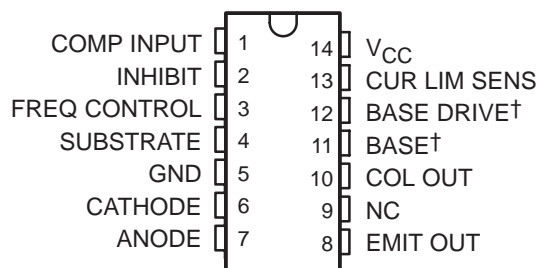 COMP INPUT 1 14 VCC
INHIBIT 2 13 CUR LIM SENS
FREQ CONTROL 3 12 BASE DRIVE†
SUBSTRATE 4 11 BASE†
GND 5 10 COL OUT
CATHODE 6 9 NC
ANODE 7 8 EMIT OUT